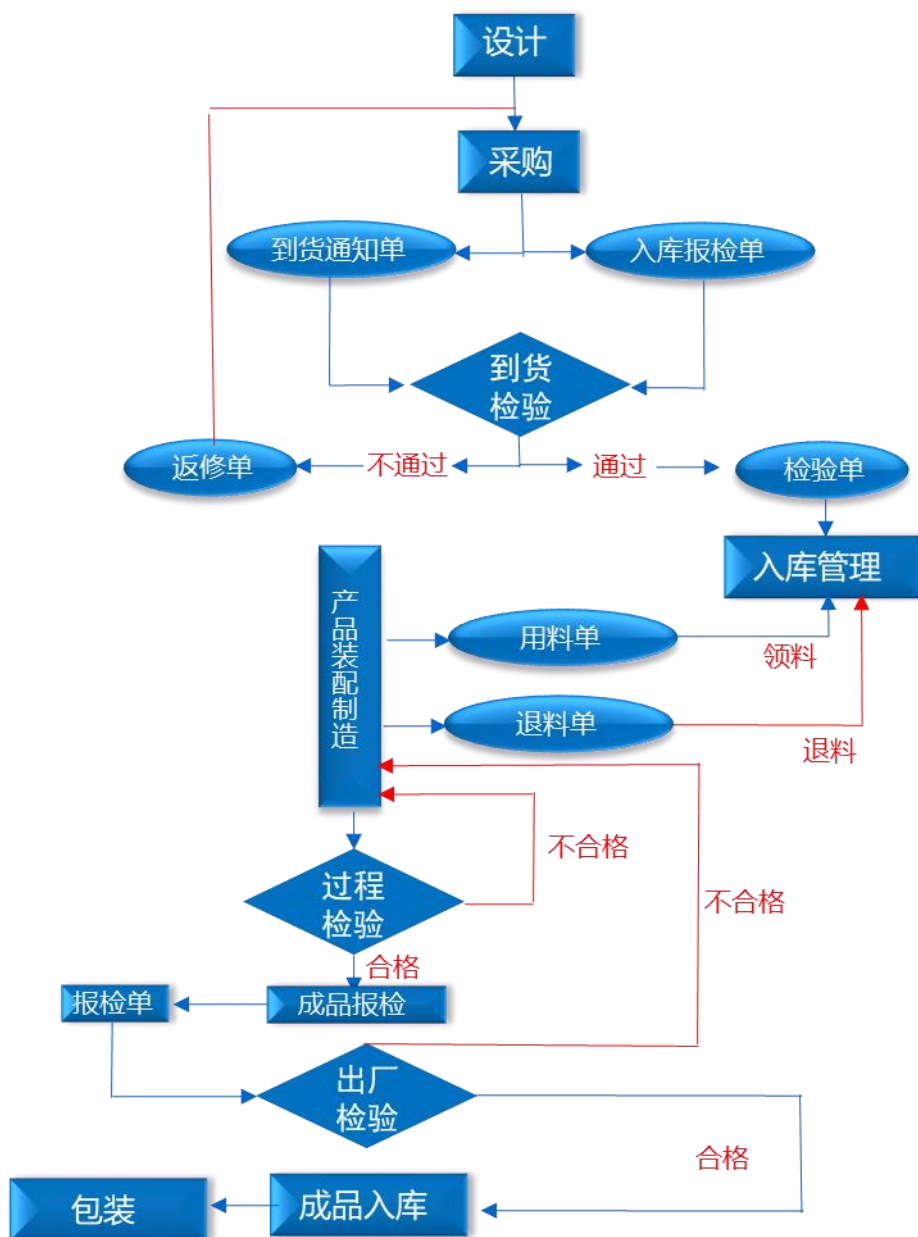 设计
采购
到货通知单
入库报检单
到货
检验
返修单
不通过
通过
检验单
入库管理
产品装配制造
用料单
领料
退料单
退料
不合格
过程
检验
不合格
合格
报检单
成品报检
出厂
检验
合格
包装
成品入库